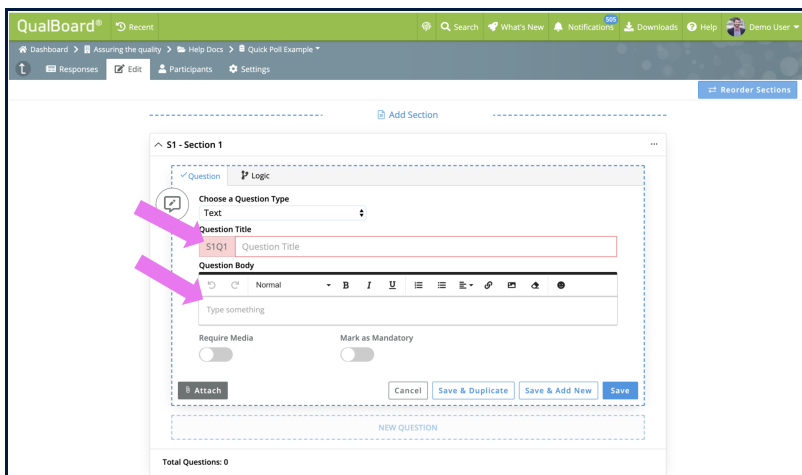 QualBoard® Recent Search What's New Notifications 505 Downloads Help Demo User
Dashboard > Assuring the quality > Help Docs > Quick Poll Example
Responses Edit Participants Settings
Reorder Sections
Add Section
S1 - Section 1 ...
Question Logic
Choose a Question Type
Text
Question Title
S1Q1 Question Title
Question Body
Normal B I U
Type something
Require Media Mark as Mandatory
Attach Cancel Save & Duplicate Save & Add New Save
NEW QUESTION
Total Questions: 0